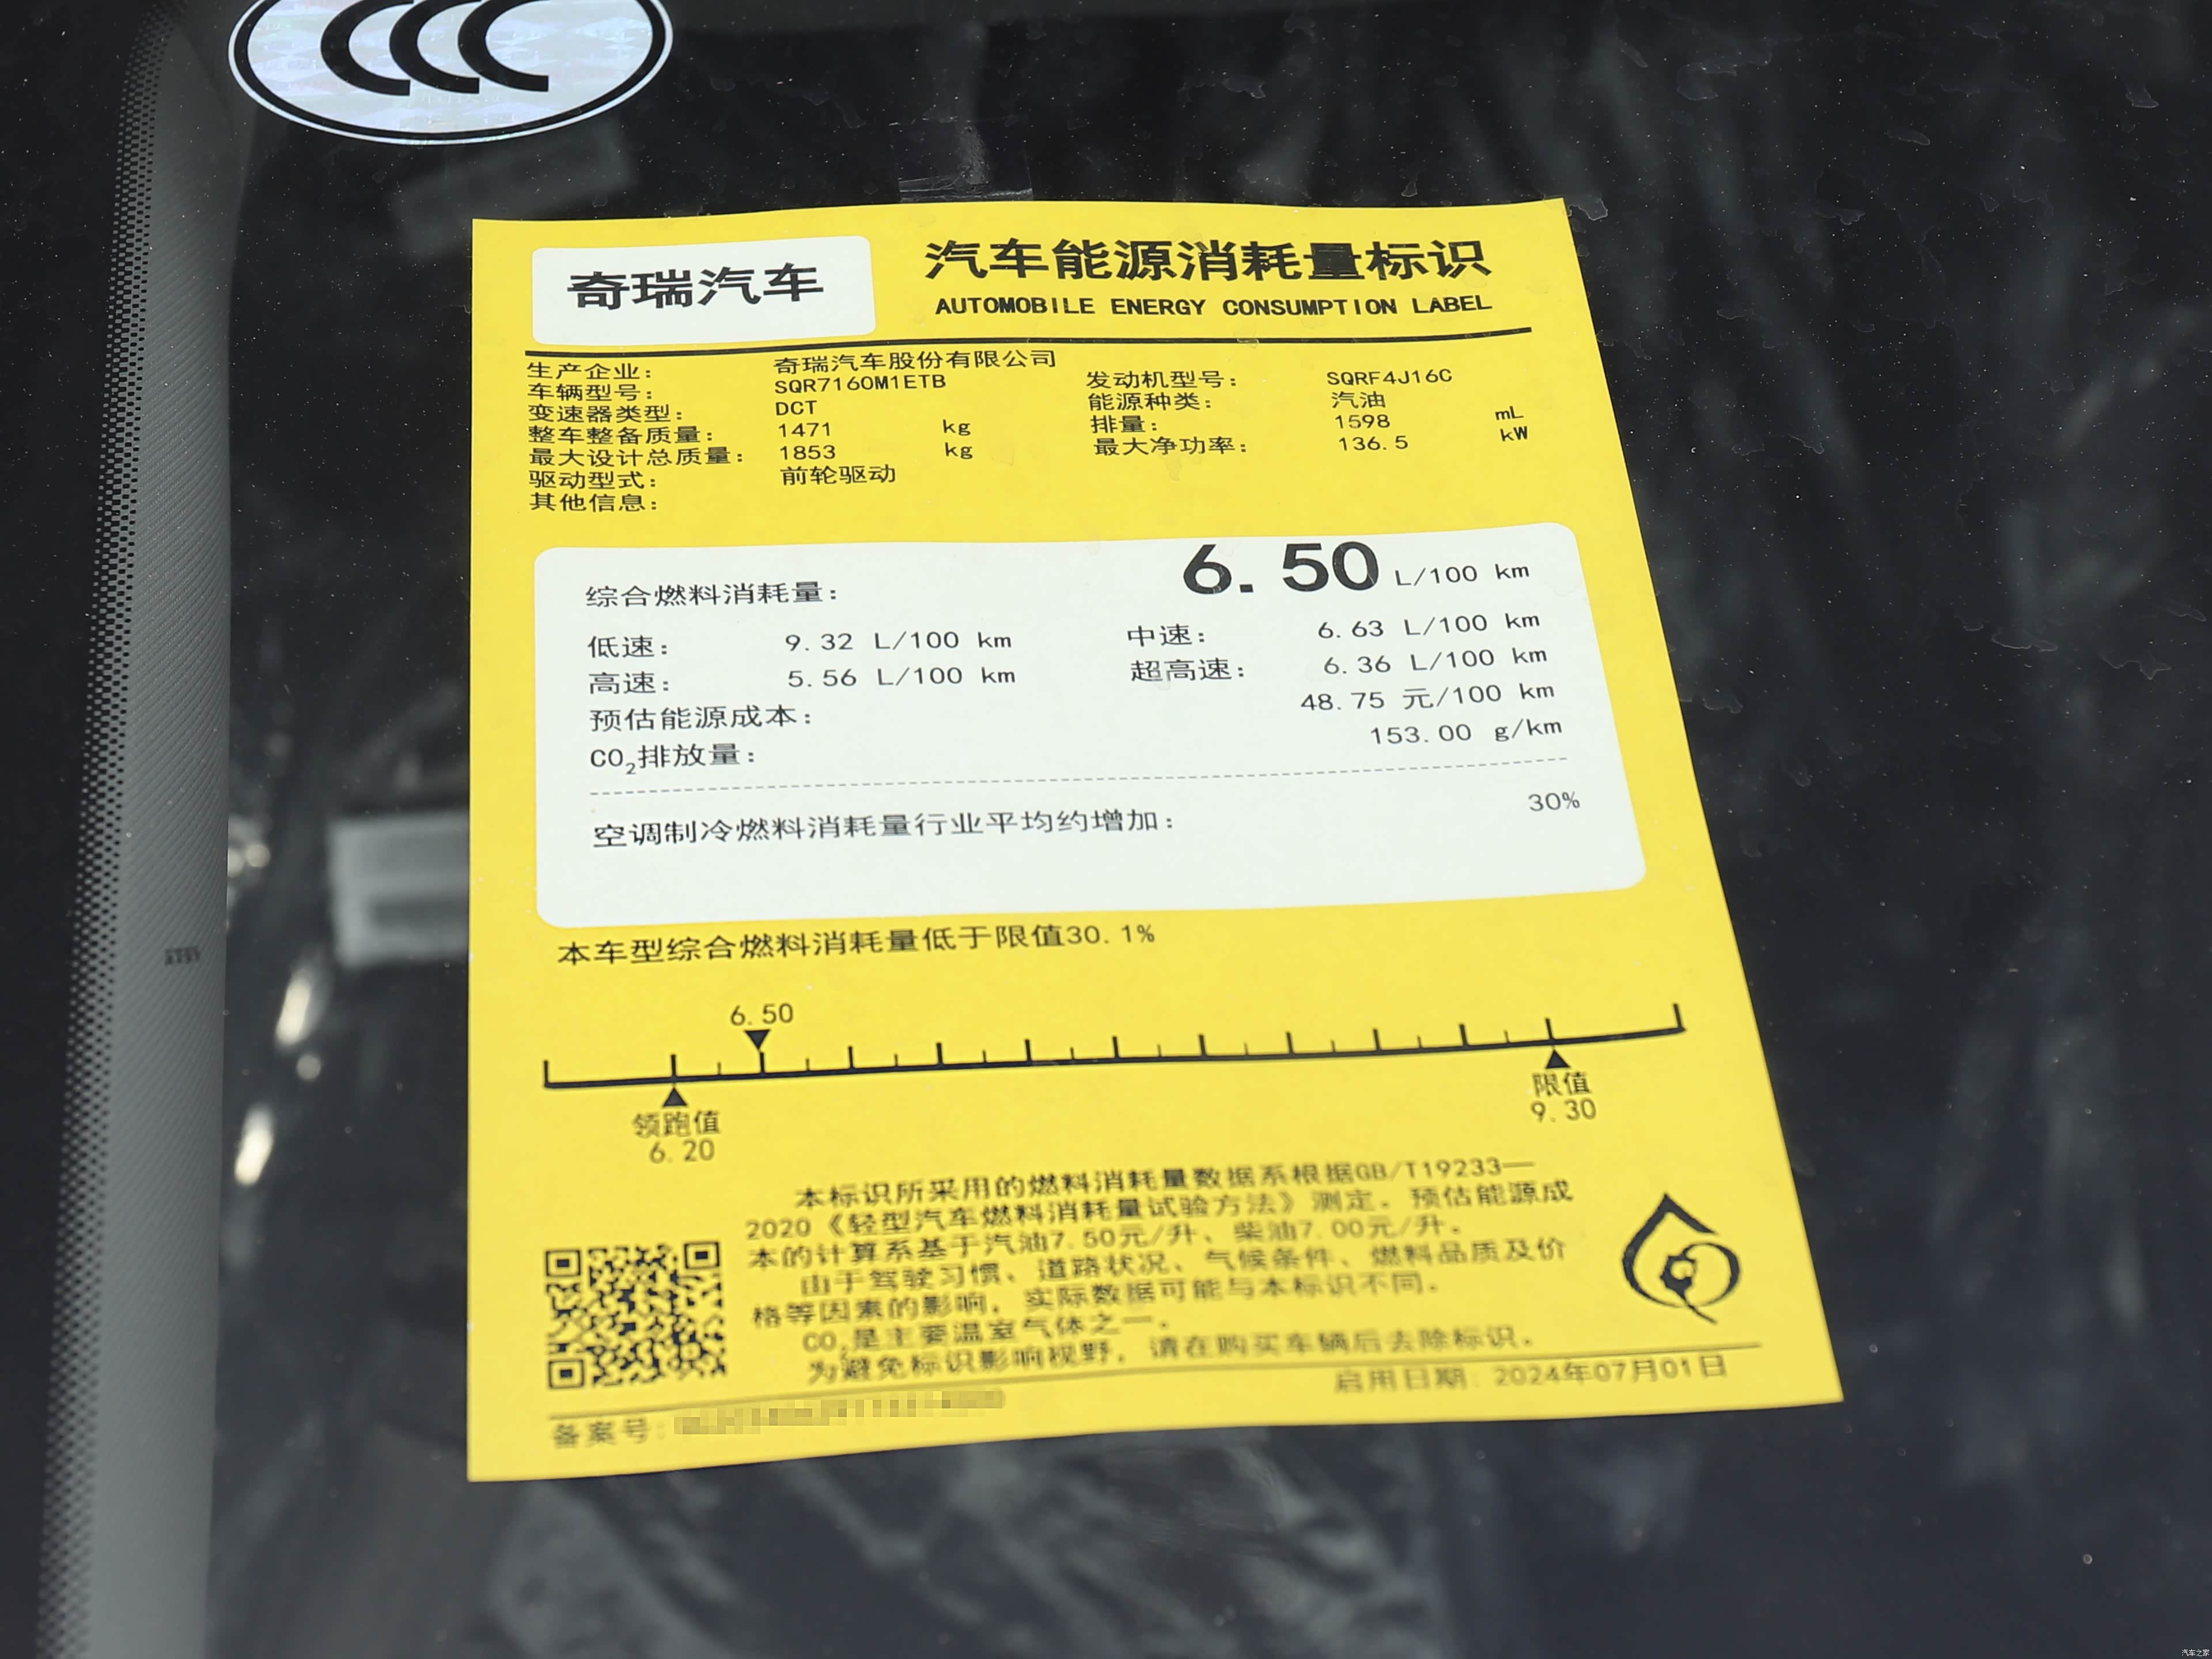 CCC
奇瑞汽车
汽车能源消耗量标识
AUTOMOBILE ENERGY CONSUMPTION LABEL
生产企业: 奇瑞汽车股份有限公司
车辆型号: SQR7160M1ETB 发动机型号: SQRF4J16C
变速器类型: DCT 能源种类: 汽油
整车整备质量: 1471 kg 排量: 1598 mL
最大设计总质量: 1853 kg 最大净功率: 136.5 kW
驱动型式: 前轮驱动
其他信息:
综合燃料消耗量: 6.50 L/100 km
低速: 9.32 L/100 km 中速: 6.63 L/100 km
高速: 5.56 L/100 km 超高速: 6.36 L/100 km
预估能源成本: 48.75 元/100 km
CO₂排放量: 153.00 g/km
空调制冷燃料消耗量行业平均约增加: 30%
本车型综合燃料消耗量低于限值30.1%
6.50
领跑值
6.20
限值
9.30
本标识所采用的燃料消耗量数据系根据GB/T19233—
2020《轻型汽车燃料消耗量试验方法》测定。预估能源成
本的计算系基于汽油7.50元/升、柴油7.00元/升。
由于驾驶习惯、道路状况、气候条件、燃料品质及价
格等因素的影响，实际数据可能与本标识不同。
CO₂是主要温室气体之一。
为避免标识影响视野，请在购买车辆后去除标识。
备案号:
启用日期: 2024年07月01日
汽车之家